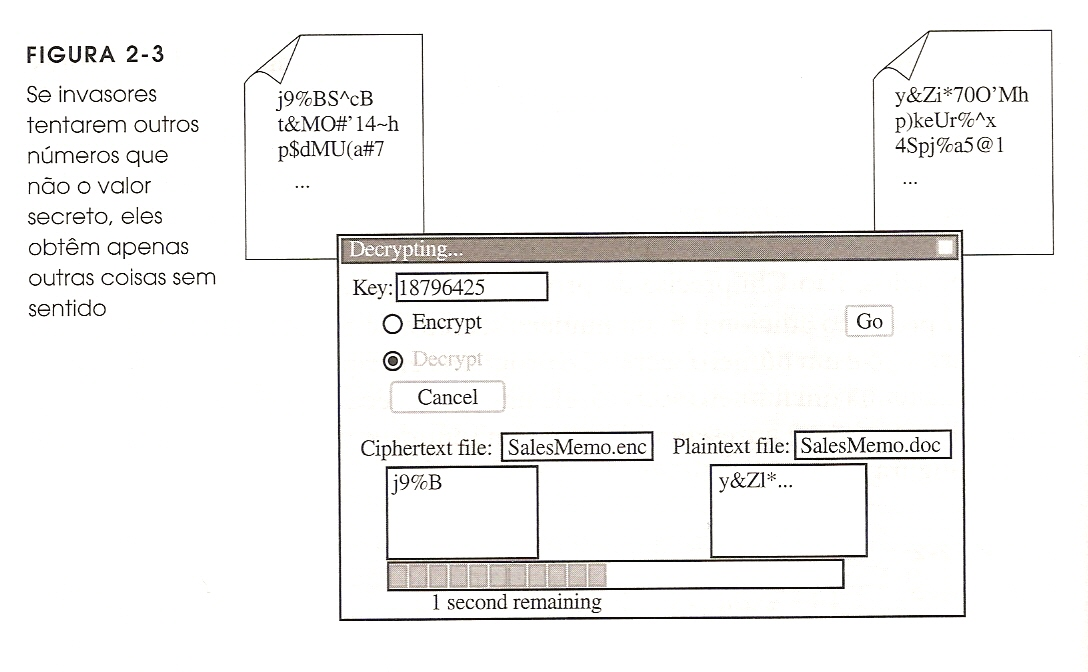 FIGURA 2-3
Se invasores
tentarem outros
números que
não o valor
secreto, eles
obtêm apenas
outras coisas sem
sentido
j9%BS^cB
t&MO#'14~h
p$dMU(a#7
...
y&Zi*70O'Mh
p)keUr%^x
4Spj%a5@1
...
Decrypting...
Key: 18796425
Encrypt
Go
Decrypt
Cancel
Ciphertext file: SalesMemo.enc Plaintext file: SalesMemo.doc
j9%B
y&Zl*...
1 second remaining